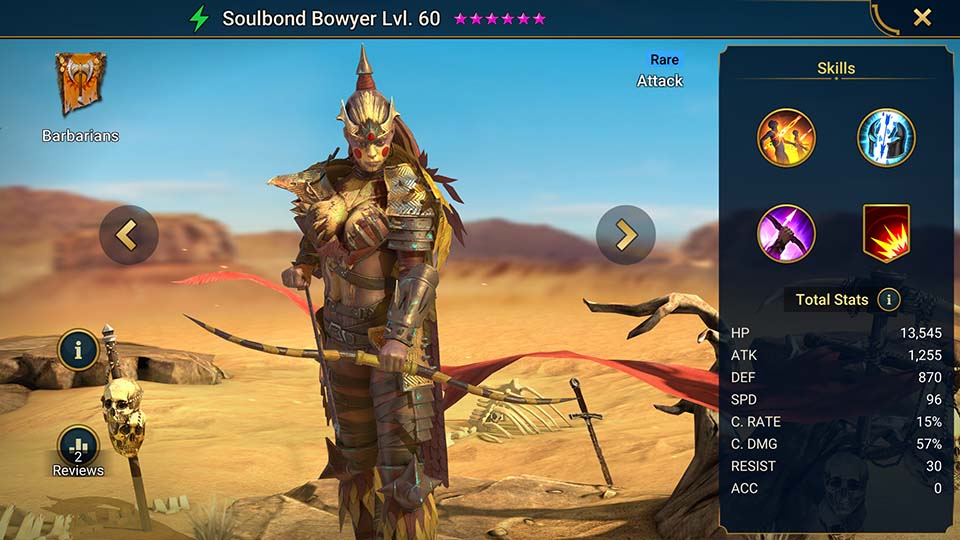 Soulbond Bowyer Lvl. 60
Barbarians
Rare
Attack
2
Reviews
Skills
Total Stats i
HP 13,545
ATK 1,255
DEF 870
SPD 96
C. RATE 15%
C. DMG 57%
RESIST 30
ACC 0